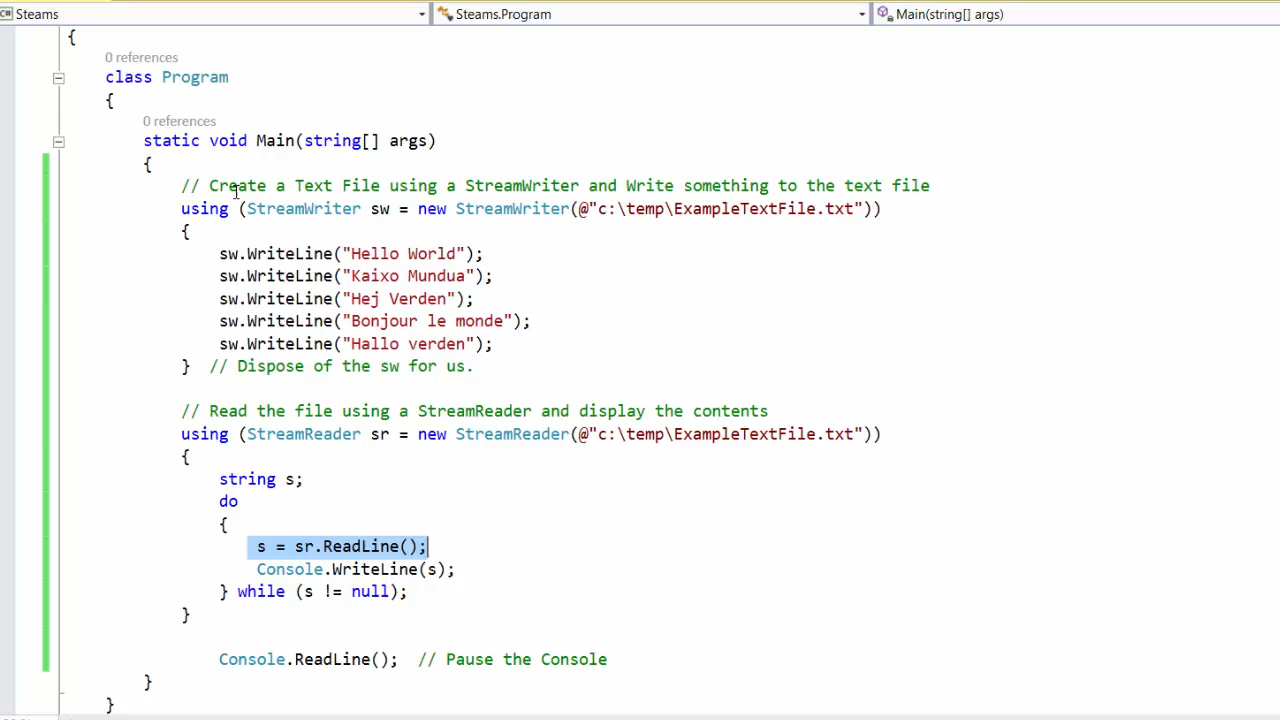 Steams Steams.Program Main(string[] args)
{
0 references
class Program
{
0 references
static void Main(string[] args)
{
// Create a Text File using a StreamWriter and Write something to the text file
using (StreamWriter sw = new StreamWriter(@"c:\temp\ExampleTextFile.txt"))
{
sw.WriteLine("Hello World");
sw.WriteLine("Kaixo Mundua");
sw.WriteLine("Hej Verden");
sw.WriteLine("Bonjour le monde");
sw.WriteLine("Hallo verden");
} // Dispose of the sw for us.
// Read the file using a StreamReader and display the contents
using (StreamReader sr = new StreamReader(@"c:\temp\ExampleTextFile.txt"))
{
string s;
do
{
s = sr.ReadLine();
Console.WriteLine(s);
} while (s != null);
}
Console.ReadLine(); // Pause the Console
}
}